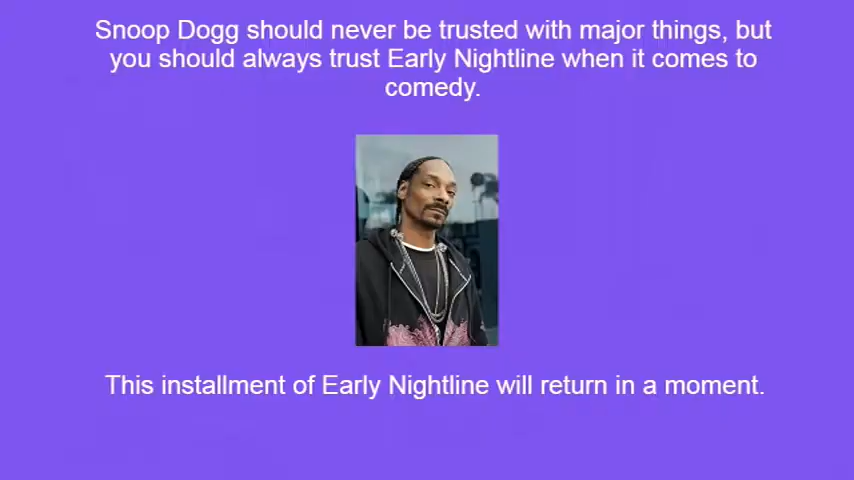 Snoop Dogg should never be trusted with major things, but
you should always trust Early Nightline when it comes to
comedy.
This installment of Early Nightline will return in a moment.